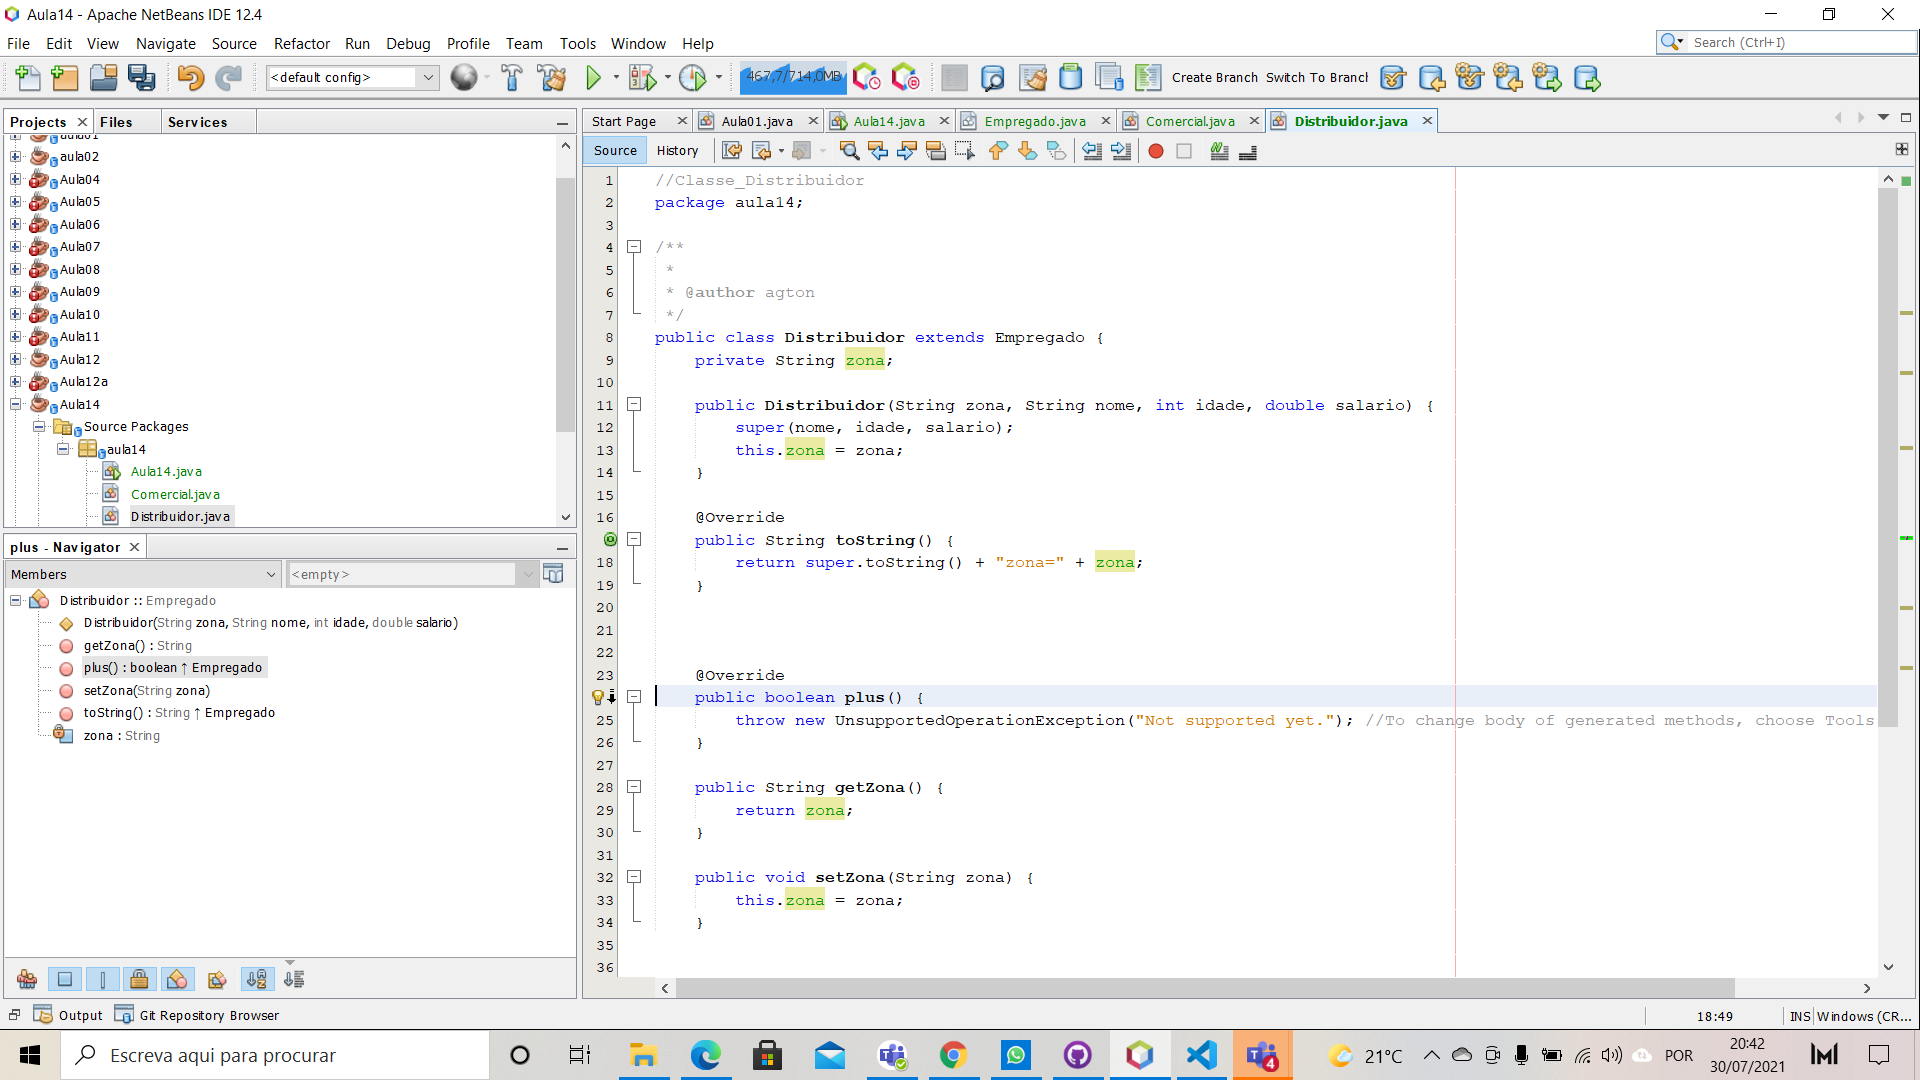 Aula14 - Apache NetBeans IDE 12.4
File Edit View Navigate Source Refactor Run Debug Profile Team Tools Window Help
Search (Ctrl+I)
<default config>
467,7/714,0MB
Create Branch Switch To Branch
Projects Files Services
Start Page Aula01.java Aula14.java Empregado.java Comercial.java Distribuidor.java
Source History
aula01
aula02
Aula04
Aula05
Aula06
Aula07
Aula08
Aula09
Aula10
Aula11
Aula12
Aula12a
Aula14
Source Packages
aula14
Aula14.java
Comercial.java
Distribuidor.java
plus - Navigator
Members
<empty>
Distribuidor :: Empregado
Distribuidor(String zona, String nome, int idade, double salario)
getZona() : String
plus() : boolean ↑ Empregado
setZona(String zona)
toString() : String ↑ Empregado
zona : String
1 //Classe_Distribuidor
2 package aula14;
3
4 /**
5 *
6 * @author agton
7 */
8 public class Distribuidor extends Empregado {
9 private String zona;
10
11 public Distribuidor(String zona, String nome, int idade, double salario) {
12 super(nome, idade, salario);
13 this.zona = zona;
14 }
15
16 @Override
public String toString() {
18 return super.toString() + "zona=" + zona;
19 }
20
21
22
23 @Override
public boolean plus() {
25 throw new UnsupportedOperationException("Not supported yet."); //To change body of generated methods, choose Tools
26 }
27
28 public String getZona() {
29 return zona;
30 }
31
32 public void setZona(String zona) {
33 this.zona = zona;
34 }
35
36
Output Git Repository Browser
18:49 INS Windows (CR...
Escreva aqui para procurar
4
21°C
POR
20:42
30/07/2021